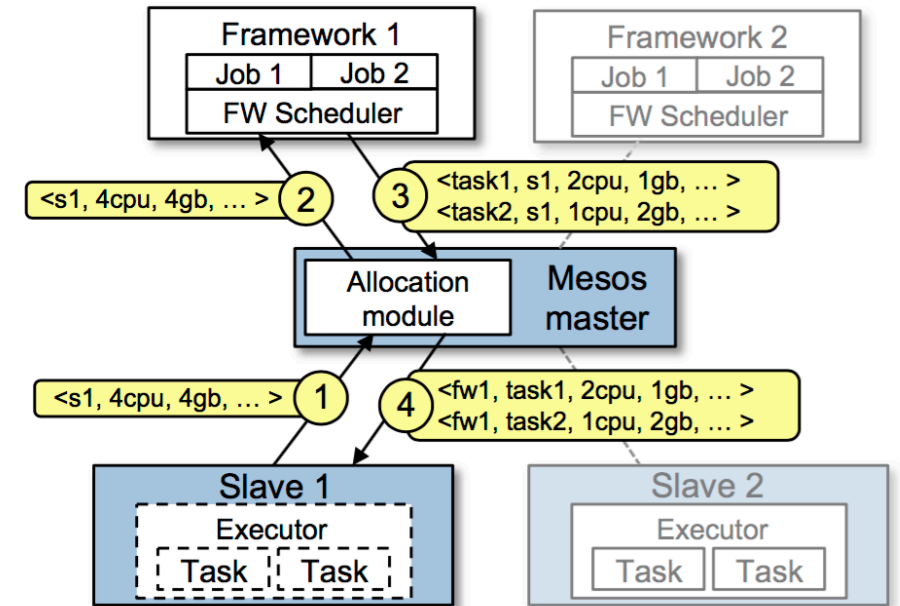 Framework 1
Job 1 Job 2
FW Scheduler
Framework 2
Job 1 Job 2
FW Scheduler
<s1, 4cpu, 4gb, … >
2
3
<task1, s1, 2cpu, 1gb, … >
<task2, s1, 1cpu, 2gb, … >
Allocation
module
Mesos
master
<s1, 4cpu, 4gb, … >
1
4
<fw1, task1, 2cpu, 1gb, … >
<fw1, task2, 1cpu, 2gb, … >
Slave 1
Executor
Task Task
Slave 2
Executor
Task Task